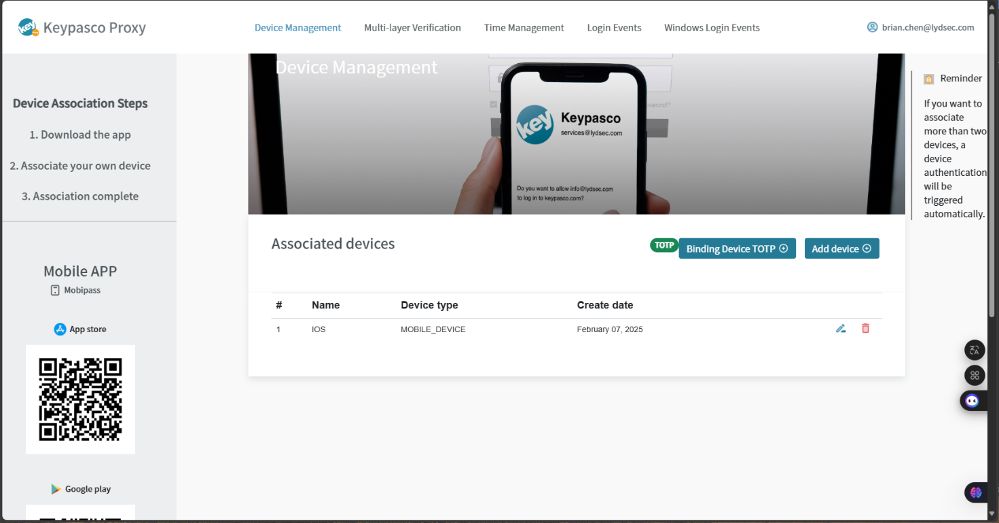 Keypasco Proxy
Device Management
Multi-layer Verification
Time Management
Login Events
Windows Login Events
brian.chen@lydsec.com
Device Association Steps
1. Download the app
2. Associate your own device
3. Association complete
Mobile APP
Mobipass
App store
Google play
Device Management
key
Keypasco
services@lydsec.com
Do you want to allow info@lydsec.com
to log in to keypasco.com?
Associated devices
TOTP
Binding Device TOTP
Add device
# Name Device type Create date
1 IOS MOBILE_DEVICE February 07, 2025
Reminder
If you want to
associate
more than two
devices, a
device
authentication
will be
triggered
automatically.